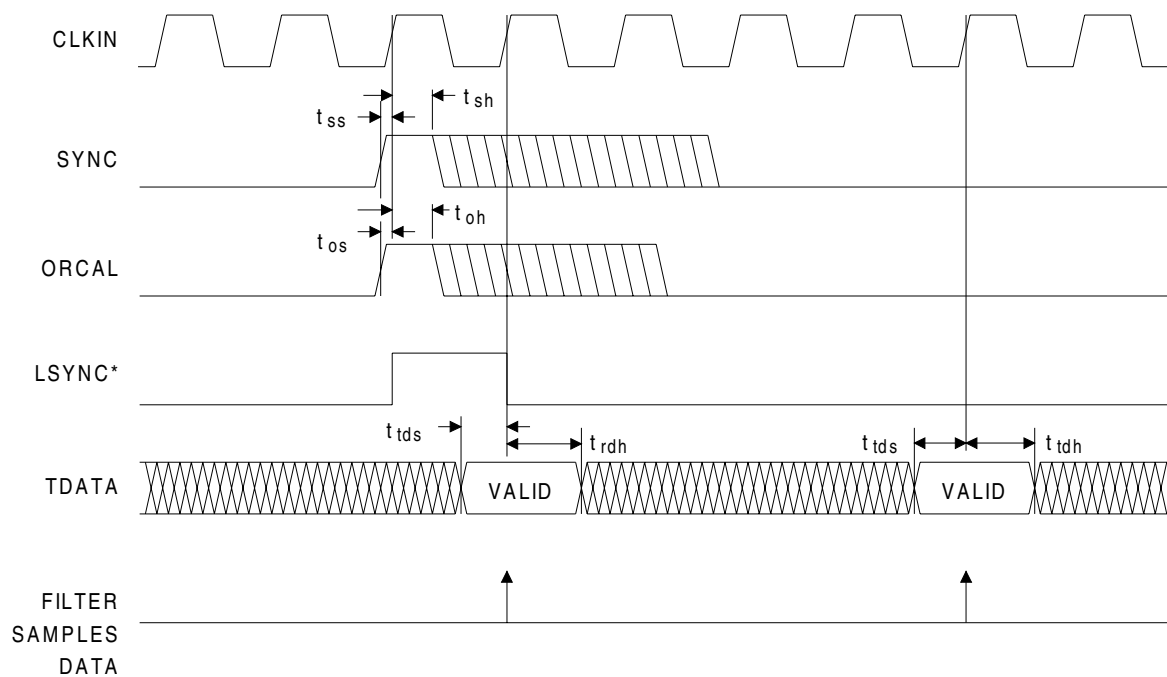 CLKIN
t sh
t ss
SYNC
t oh
t os
ORCAL
LSYNC*
t tds
t rdh
t tds
t tdh
TDATA
VALID
VALID
FILTER
SAMPLES
DATA